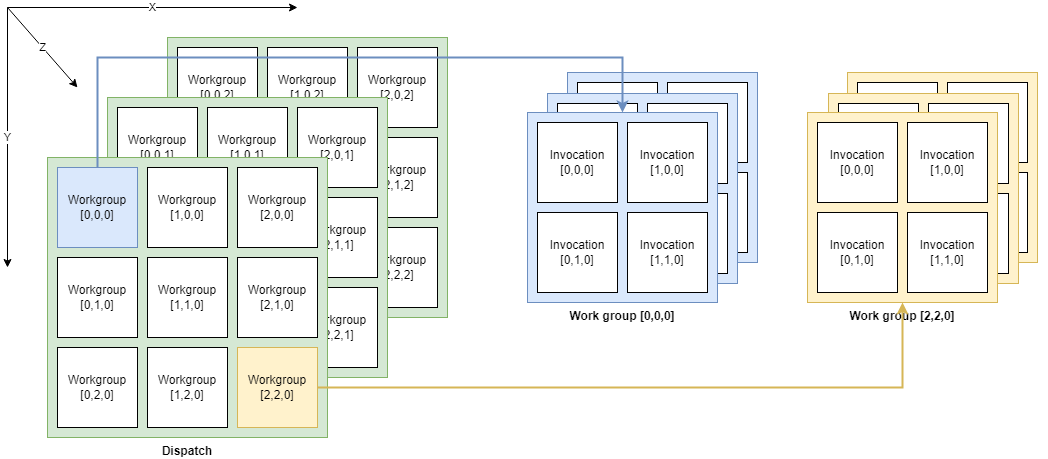 X
Z
Y
Workgroup
[0,0,2]
Workgroup
[1,0,2]
Workgroup
[2,0,2]
Workgroup
[0,0,1]
Workgroup
[1,0,1]
Workgroup
[2,0,1]
2,1,2]
kgroup
2,2,2]
kgroup
2,1,1]
kgroup
2,2,1]
Workgroup
[0,0,0]
Workgroup
[1,0,0]
Workgroup
[2,0,0]
Workgroup
[0,1,0]
Workgroup
[1,1,0]
Workgroup
[2,1,0]
Workgroup
[0,2,0]
Workgroup
[1,2,0]
Workgroup
[2,2,0]
Dispatch
Invocation
[0,0,0]
Invocation
[1,0,0]
Invocation
[0,1,0]
Invocation
[1,1,0]
Work group [0,0,0]
Invocation
[0,0,0]
Invocation
[1,0,0]
Invocation
[0,1,0]
Invocation
[1,1,0]
Work group [2,2,0]